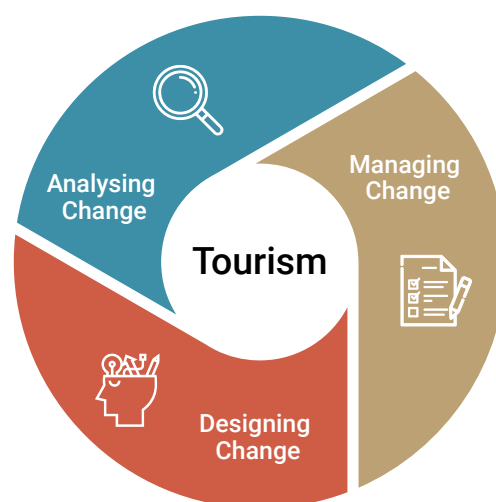 Analysing
Change
Managing
Change
Tourism
Designing
Change